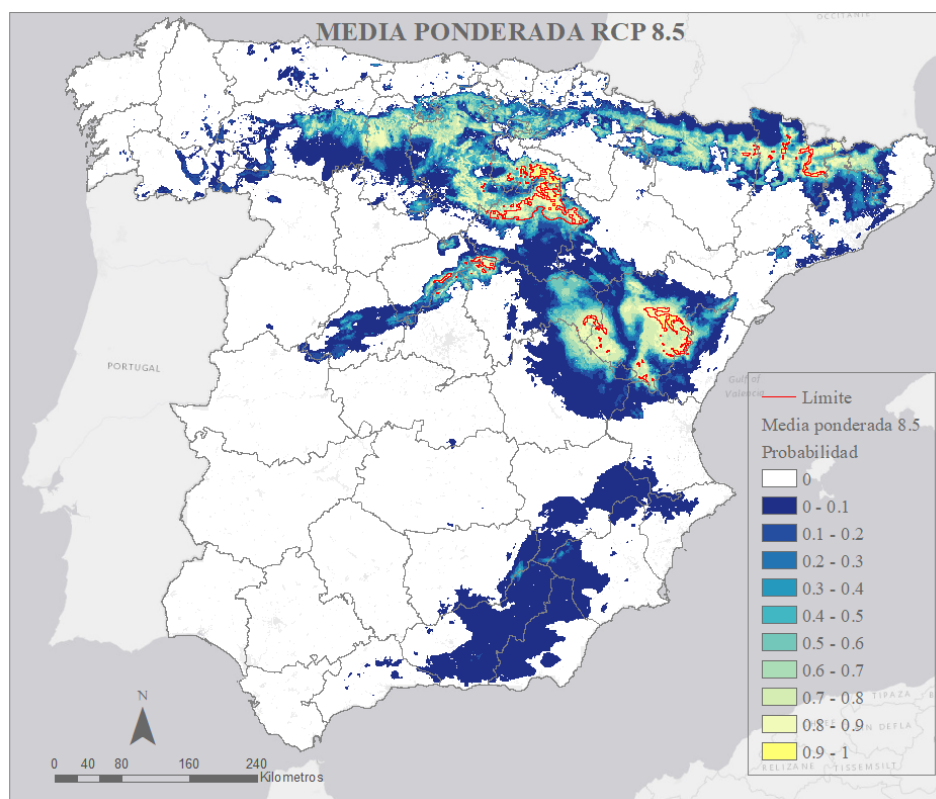 OCCITANIE
MEDIA PONDERADA RCP 8.5
PORTUGAL
Gulf of
Valencia
Límite
Media ponderada 8.5
Probabilidad
0
0 - 0.1
0.1 - 0.2
0.2 - 0.3
0.3 - 0.4
0.4 - 0.5
0.5 - 0.6
0.6 - 0.7
0.7 - 0.8
0.8 - 0.9
0.9 - 1
TIPAZA
DEFLA
RELIZANE
TISSEMSILT
N
0 40 80 160 240
Kilometros